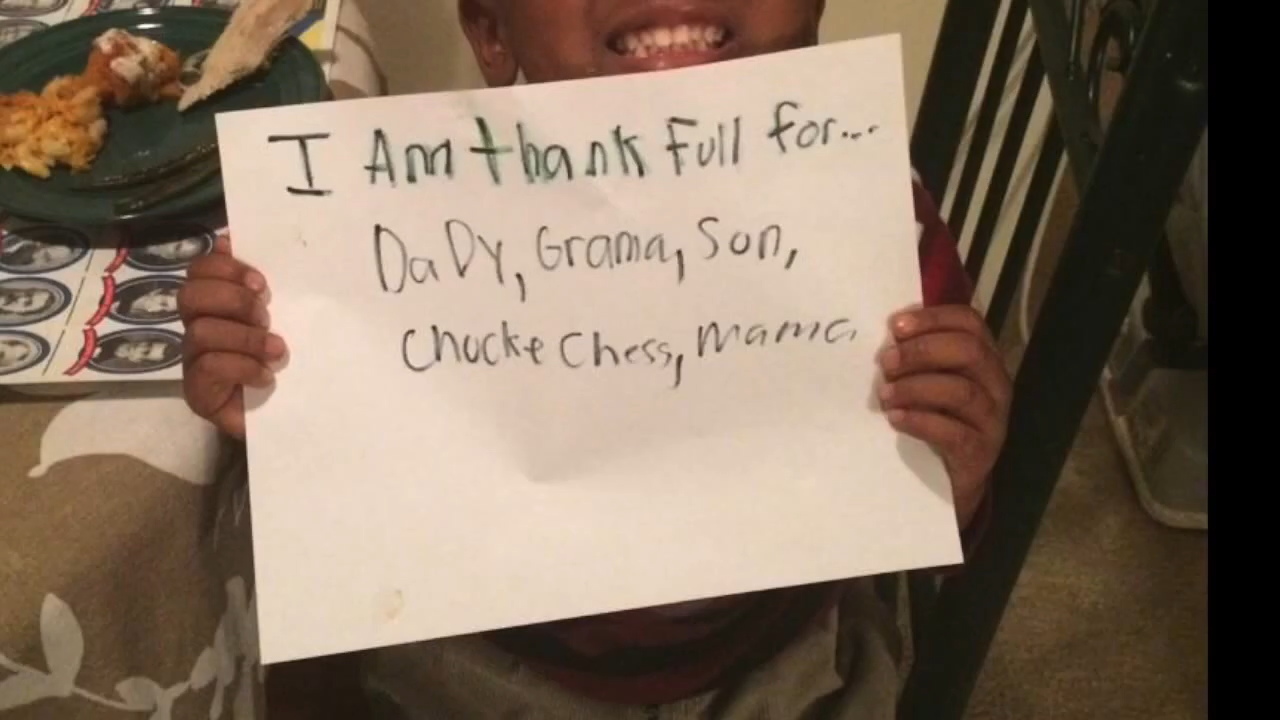 I Am thank Full for...
DaDy, Grama, Son,
Chucke Chess, mama